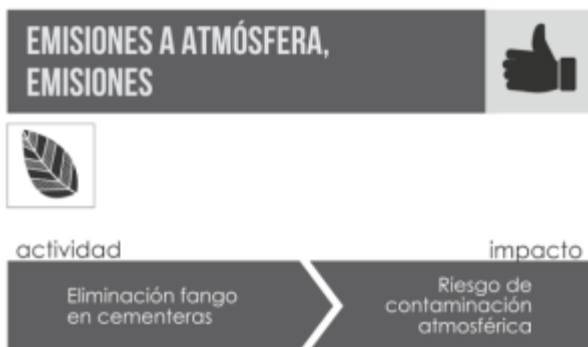 EMISIONES A ATMÓSFERA,
EMISIONES
actividad
impacto
Eliminación fango
en cementeras
Riesgo de
contaminación
atmosférica